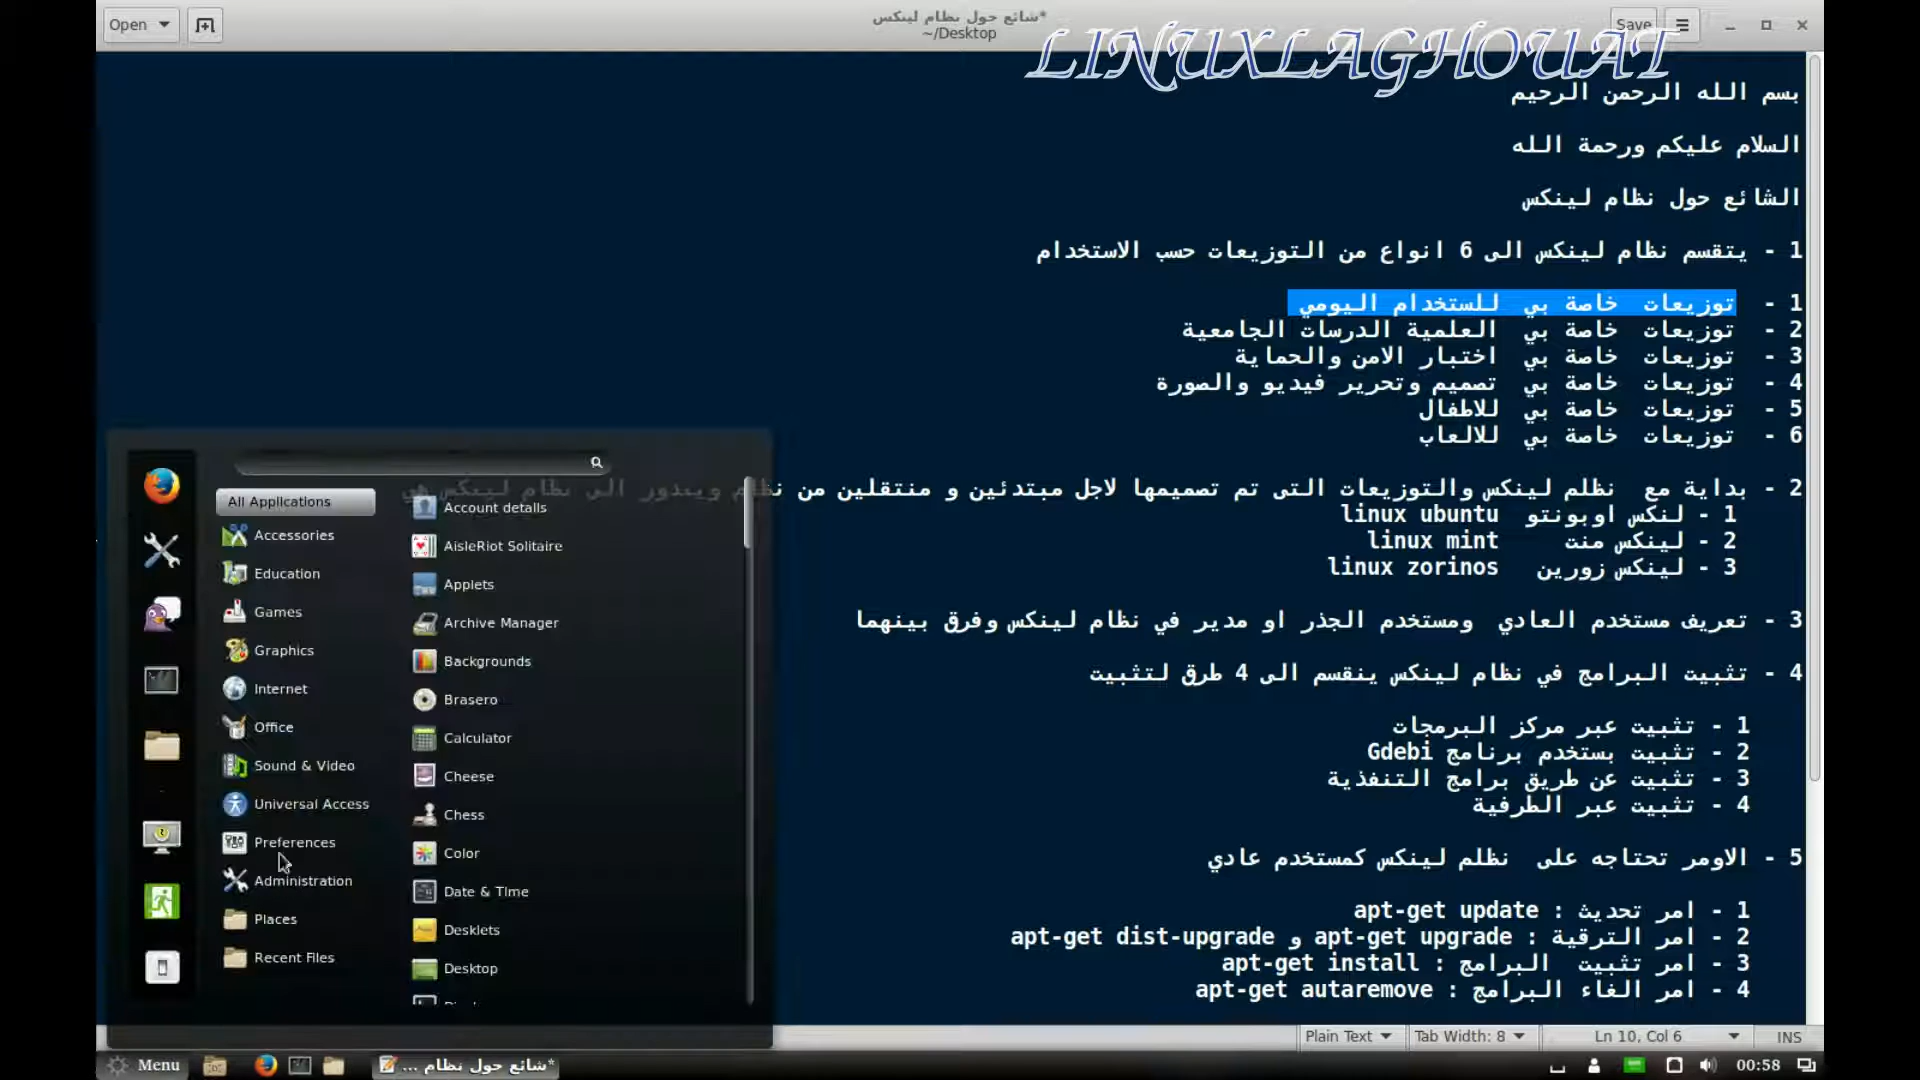 Open
*شائع حول نظام لينكس
~/Desktop
Save
LINUXLAGHOUAT
بسم الله الرحمن الرحيم
السلام عليكم ورحمة الله
الشائع حول نظام لينكس
1 - يتقسم نظام لينكس الى 6 انواع من التوزيعات حسب الاستخدام
1 - توزيعات خاصة بي للستخدام اليومي
2 - توزيعات خاصة بي العلمية الدرسات الجامعية
3 - توزيعات خاصة بي اختبار الامن والحماية
4 - توزيعات خاصة بي تصميم وتحرير فيديو والصورة
5 - توزيعات خاصة بي للاطفال
6 - توزيعات خاصة بي للالعاب
2 - بداية مع نظلم لينكس والتوزيعات التى تم تصميمها لاجل مبتدئين و منتقلين من نظام ويندور الى نظام لينكس هي
1 - لنكس اوبونتو linux ubuntu
2 - لينكس منت linux mint
3 - لينكس زورين linux zorinos
3 - تعريف مستخدم العادي ومستخدم الجذر او مدير في نظام لينكس وفرق بينهما
4 - تثبيت البرامج في نظام لينكس ينقسم الى 4 طرق لتثبيت
1 - تثبيت عبر مركز البرمجات
2 - تثبيت بستخدم برنامج Gdebi
3 - تثبيت عن طريق برامج التنفذية
4 - تثبيت عبر الطرفية
5 - الاومر تحتاجه على نظلم لينكس كمستخدم عادي
1 - امر تحديث : apt-get update
2 - امر الترقية : apt-get upgrade و apt-get dist-upgrade
3 - امر تثبيت البرامج : apt-get install
4 - امر الغاء البرامج : apt-get autaremove
All Applications
Accessories
Education
Games
Graphics
Internet
Office
Sound & Video
Universal Access
Preferences
Administration
Places
Recent Files
Account details
AisleRiot Solitaire
Applets
Archive Manager
Backgrounds
Brasero
Calculator
Cheese
Chess
Color
Date & TIme
Desklets
Desktop
Plain Text
Tab Width: 8
Ln 10, Col 6
INS
Menu
*شائع حول نظام ...
00:58